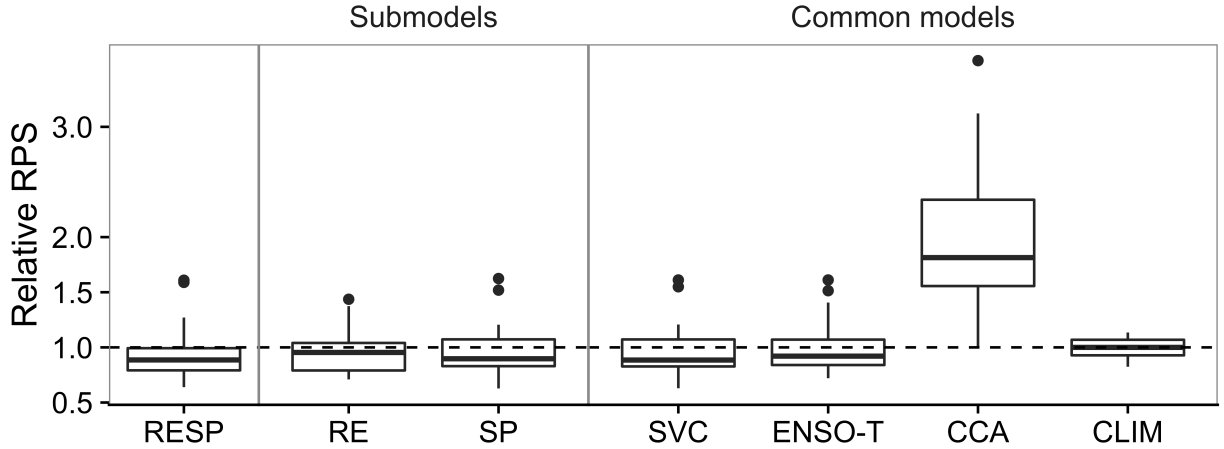 Submodels Common models
Relative RPS
3.0
2.0
1.5
1.0
0.5
RESP RE SP SVC ENSO-T CCA CLIM